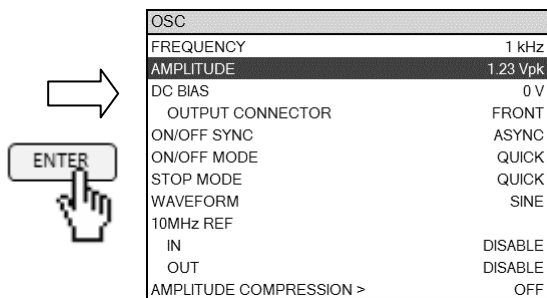 OSC
FREQUENCY 1 kHz
AMPLITUDE 1.23 Vpk
DC BIAS 0 V
OUTPUT CONNECTOR FRONT
ON/OFF SYNC ASYNC
ON/OFF MODE QUICK
STOP MODE QUICK
WAVEFORM SINE
10MHz REF
IN DISABLE
OUT DISABLE
AMPLITUDE COMPRESSION > OFF
ENTER